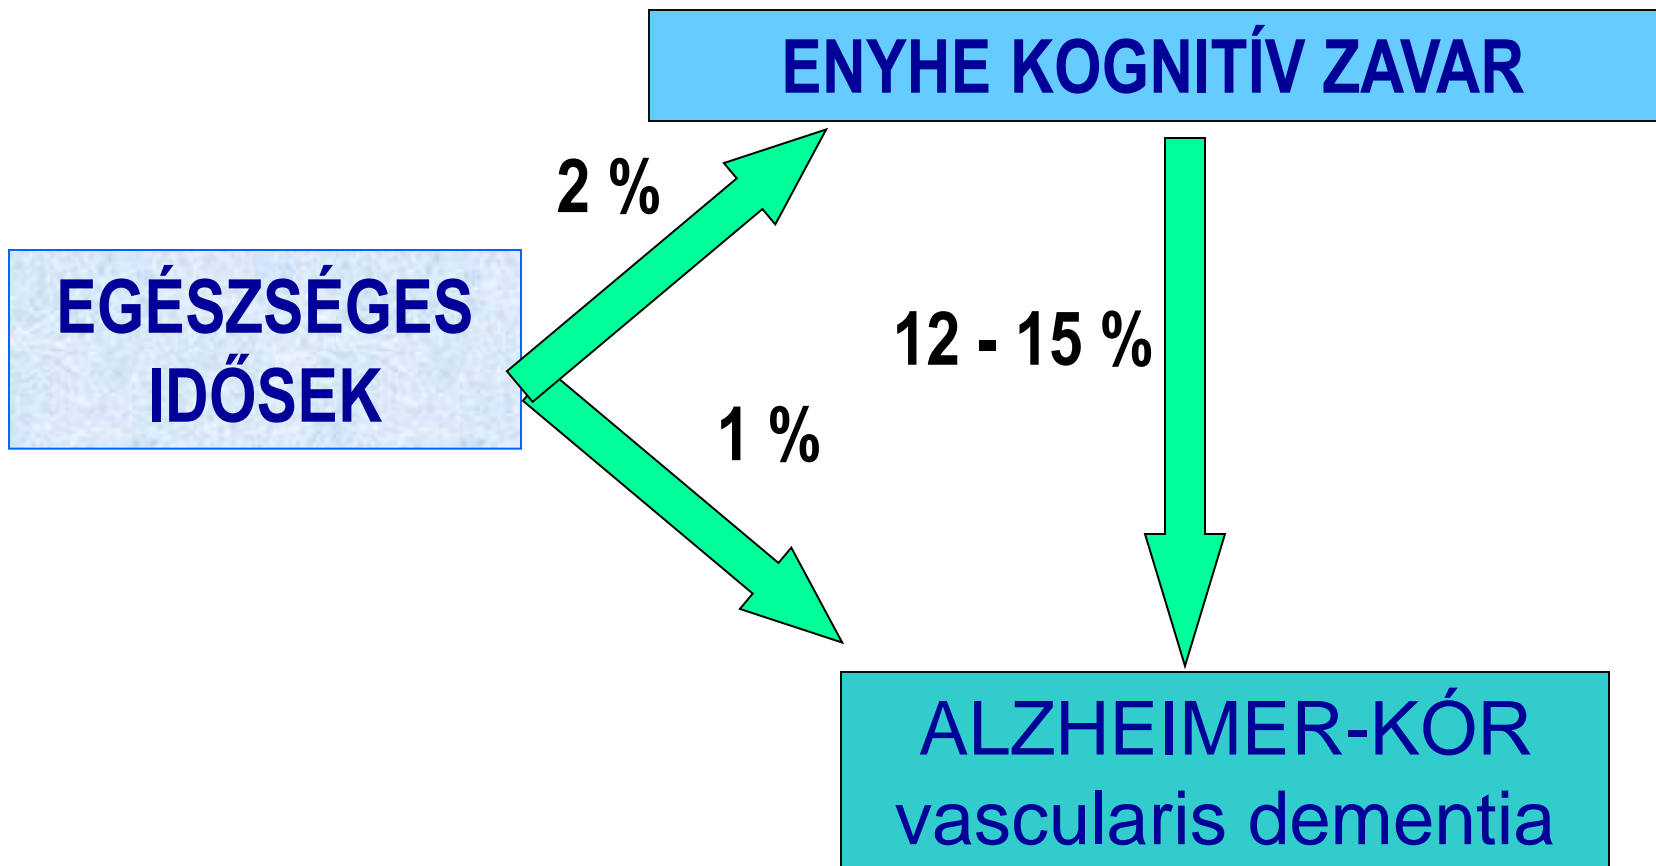 ENYHE KOGNITÍV ZAVAR
2 %
EGÉSZSÉGES
IDŐSEK
12 - 15 %
1 %
ALZHEIMER-KÓR
vascularis dementia